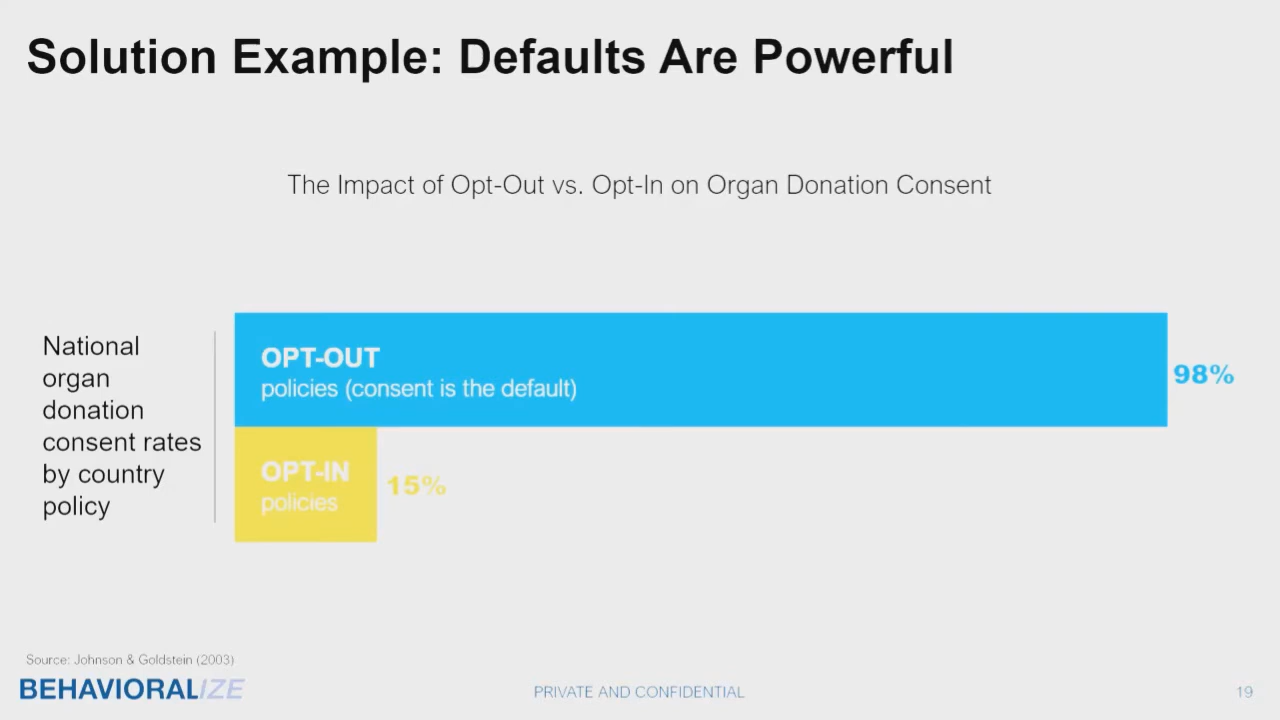 Solution Example: Defaults Are Powerful
The Impact of Opt-Out vs. Opt-In on Organ Donation Consent
National
organ
donation
consent rates
by country
policy
OPT-OUT
policies (consent is the default)
98%
OPT-IN
policies
15%
Source: Johnson & Goldstein (2003)
BEHAVIORALIZE
PRIVATE AND CONFIDENTIAL
19